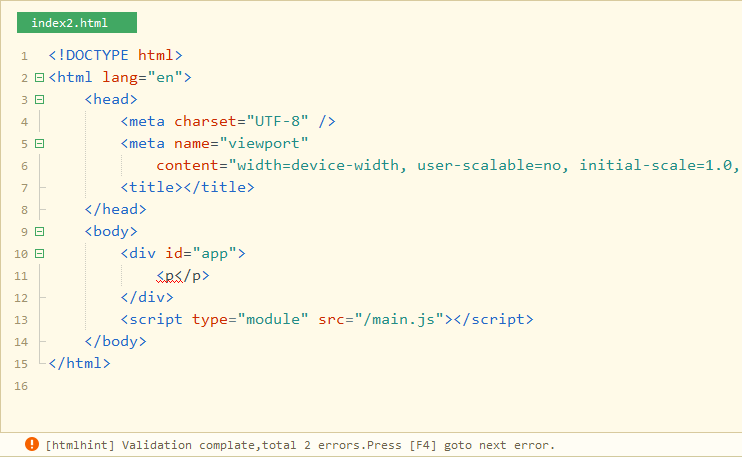 index2.html
1 <!DOCTYPE html>
2 <html lang="en">
3 <head>
4 <meta charset="UTF-8" />
5 <meta name="viewport"
6 content="width=device-width, user-scalable=no, initial-scale=1.0,
7 <title></title>
8 </head>
9 <body>
10 <div id="app">
11 <p</p>
12 </div>
13 <script type="module" src="/main.js"></script>
14 </body>
15 </html>
16
[htmlhint] Validation complate,total 2 errors.Press [F4] goto next error.